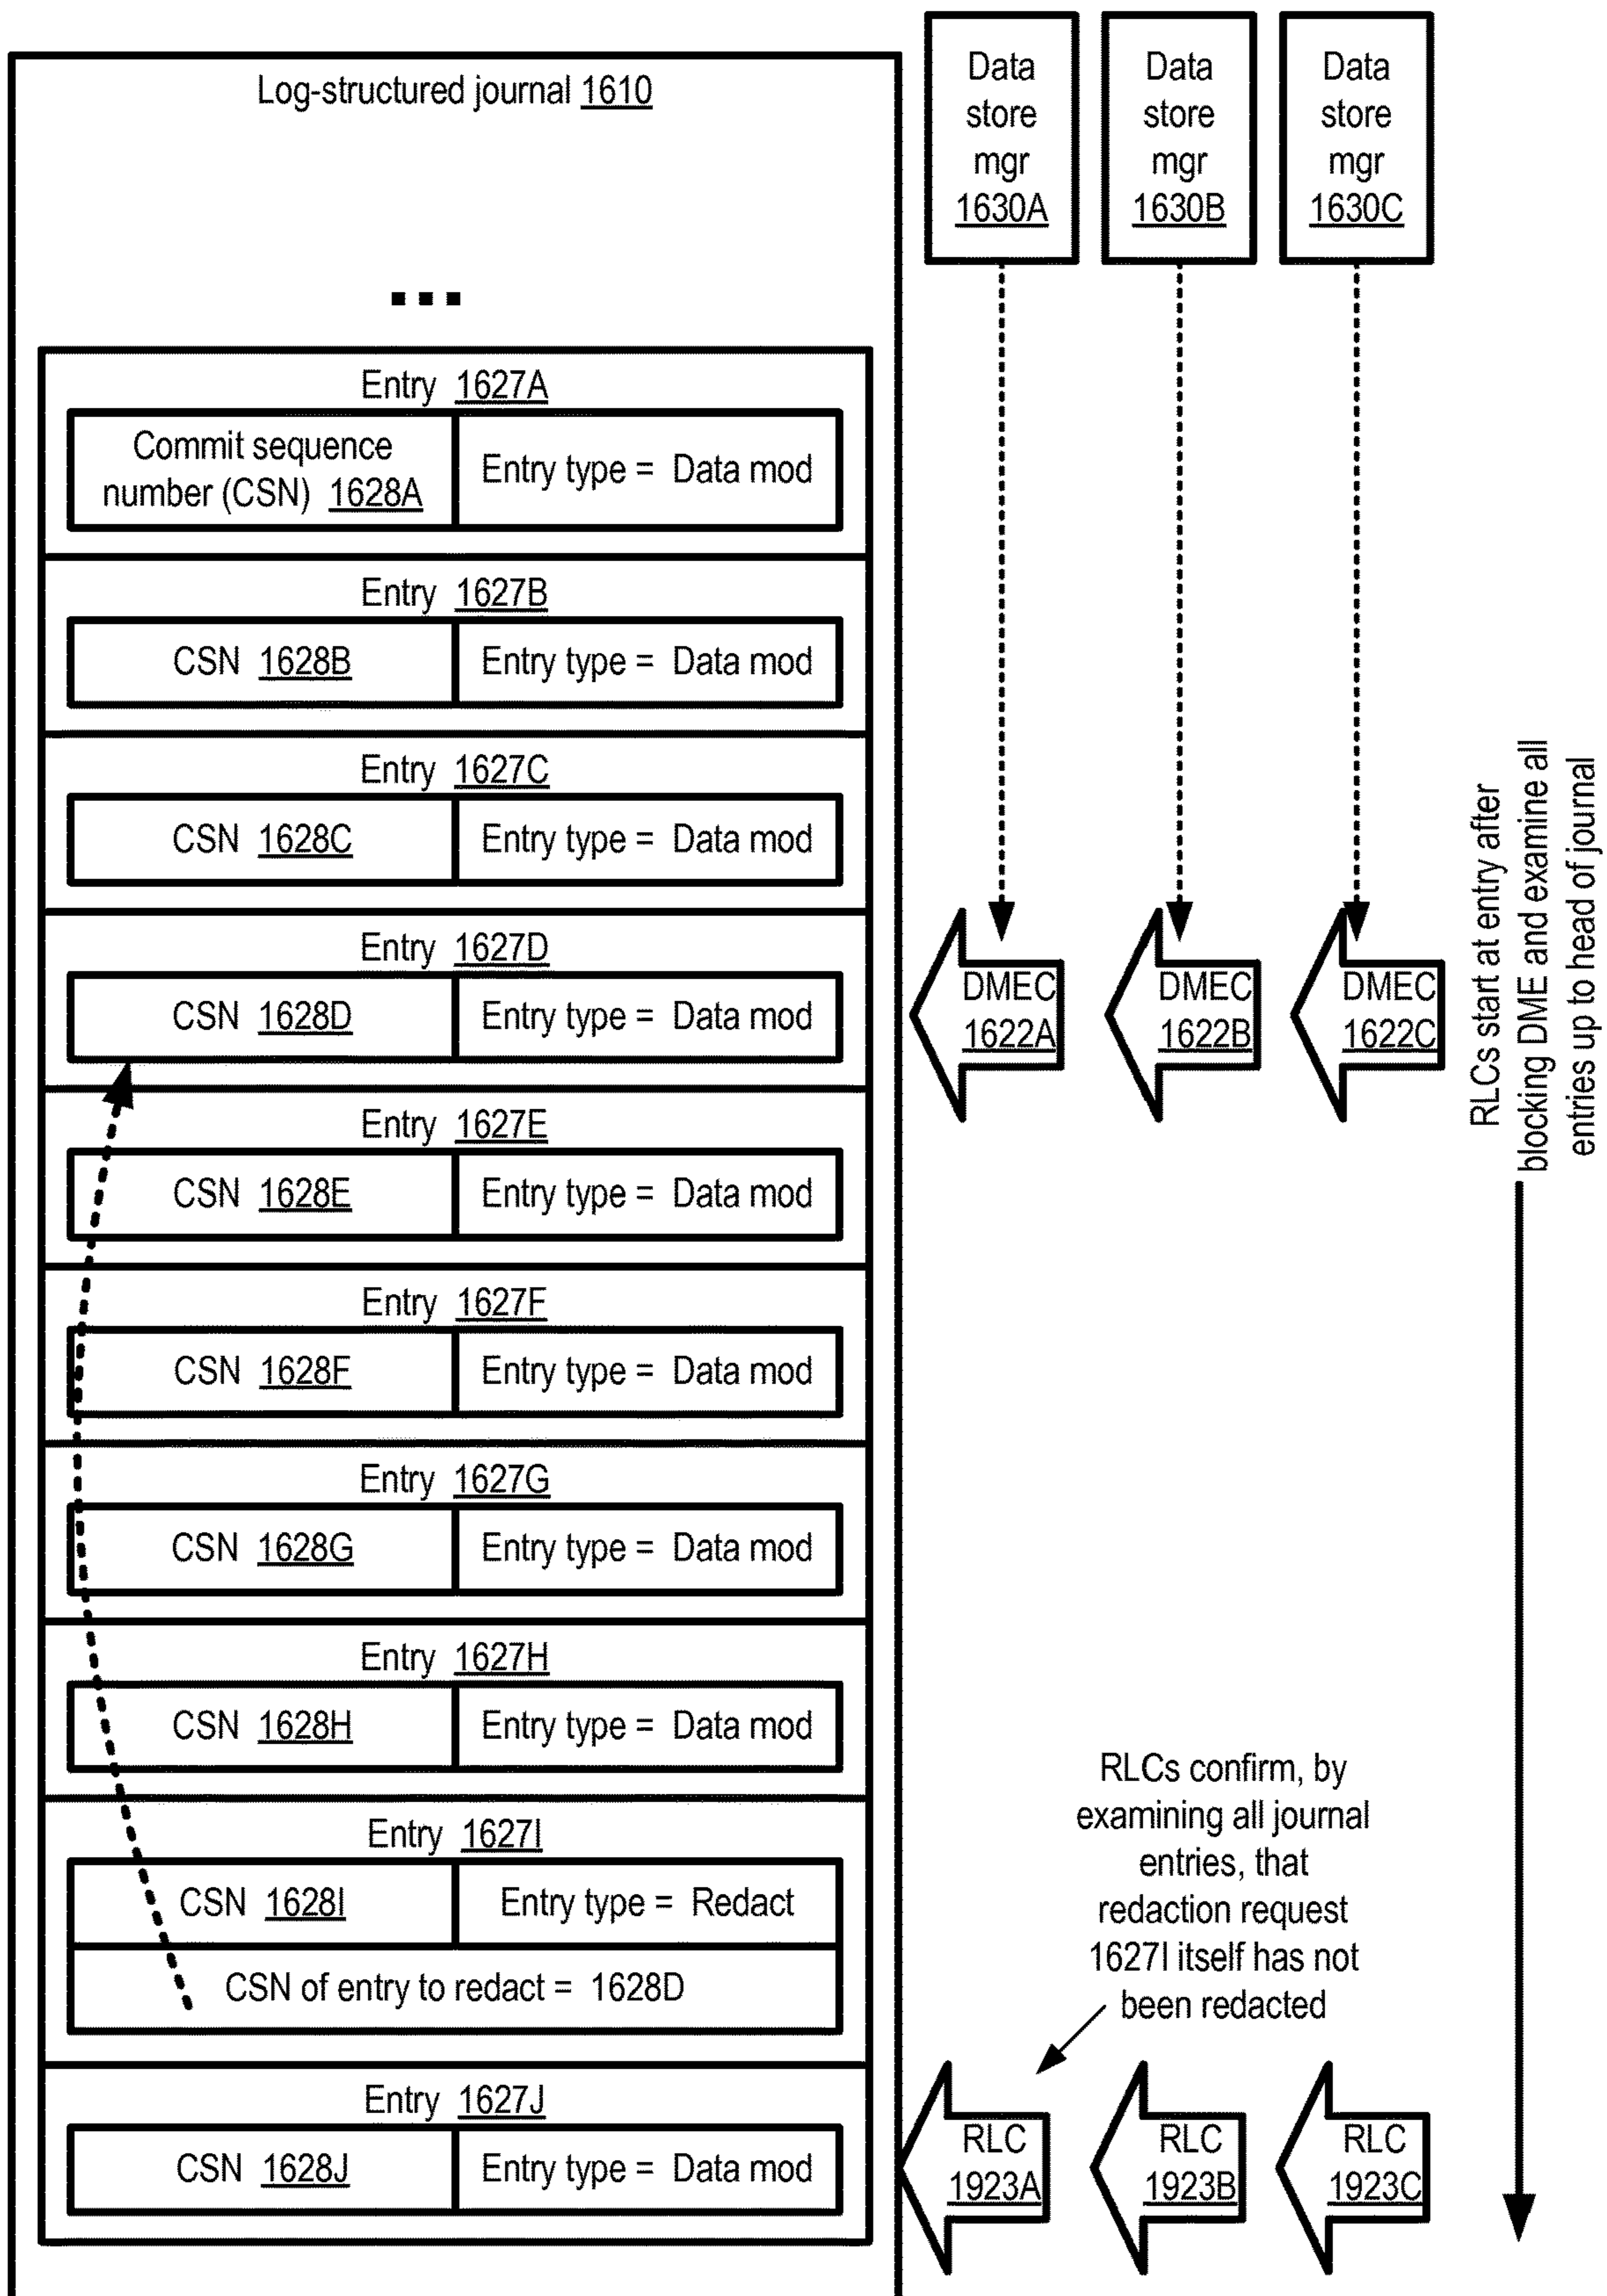 Log-structured journal 1610
Data
store
mgr
1630A
Data
store
mgr
1630B
Data
store
mgr
1630C
...
Entry 1627A
Commit sequence
number (CSN) 1628A
Entry type = Data mod
Entry 1627B
CSN 1628B
Entry type = Data mod
Entry 1627C
CSN 1628C
Entry type = Data mod
Entry 1627D
CSN 1628D
Entry type = Data mod
DMEC
1622A
DMEC
1622B
DMEC
1622C
RLCs start at entry after
blocking DME and examine all
entries up to head of journal
Entry 1627E
CSN 1628E
Entry type = Data mod
Entry 1627F
CSN 1628F
Entry type = Data mod
Entry 1627G
CSN 1628G
Entry type = Data mod
Entry 1627H
CSN 1628H
Entry type = Data mod
Entry 1627I
CSN 1628I
Entry type = Redact
CSN of entry to redact = 1628D
RLCs confirm, by
examining all journal
entries, that
redaction request
1627I itself has not
been redacted
Entry 1627J
CSN 1628J
Entry type = Data mod
RLC
1923A
RLC
1923B
RLC
1923C